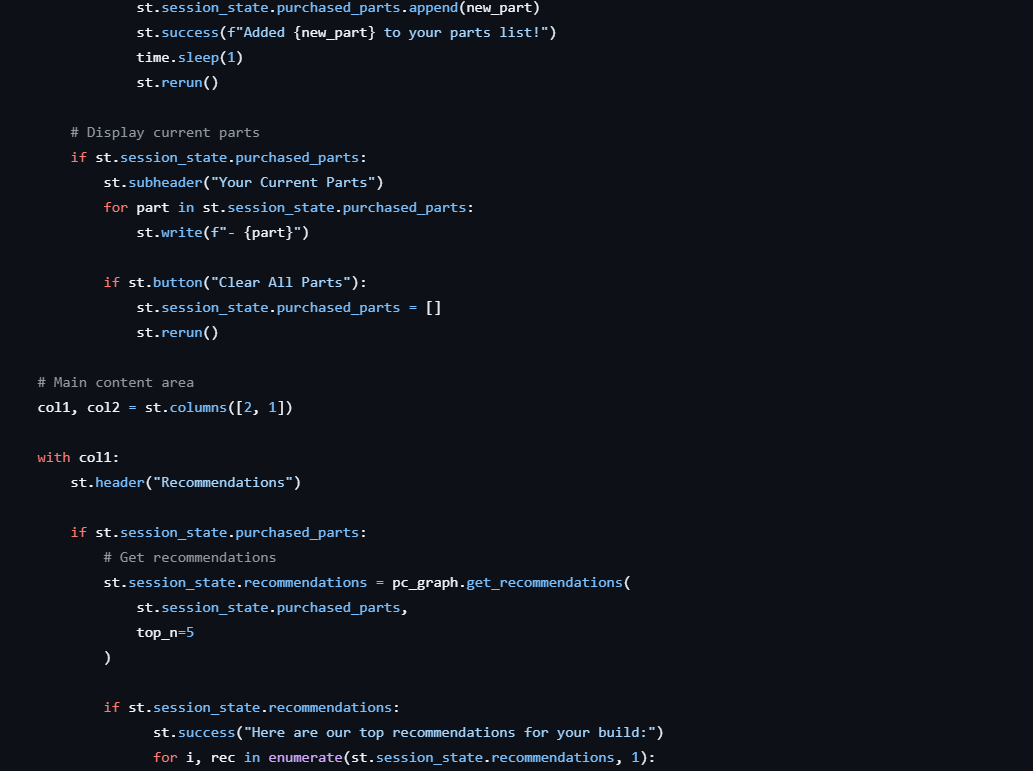 st.session_state.purchased_parts.append(new_part)
st.success(f"Added {new_part} to your parts list!")
time.sleep(1)
st.rerun()
# Display current parts
if st.session_state.purchased_parts:
st.subheader("Your Current Parts")
for part in st.session_state.purchased_parts:
st.write(f"- {part}")
if st.button("Clear All Parts"):
st.session_state.purchased_parts = []
st.rerun()
# Main content area
col1, col2 = st.columns([2, 1])
with col1:
st.header("Recommendations")
if st.session_state.purchased_parts:
# Get recommendations
st.session_state.recommendations = pc_graph.get_recommendations(
st.session_state.purchased_parts,
top_n=5
)
if st.session_state.recommendations:
st.success("Here are our top recommendations for your build:")
for i, rec in enumerate(st.session_state.recommendations, 1):